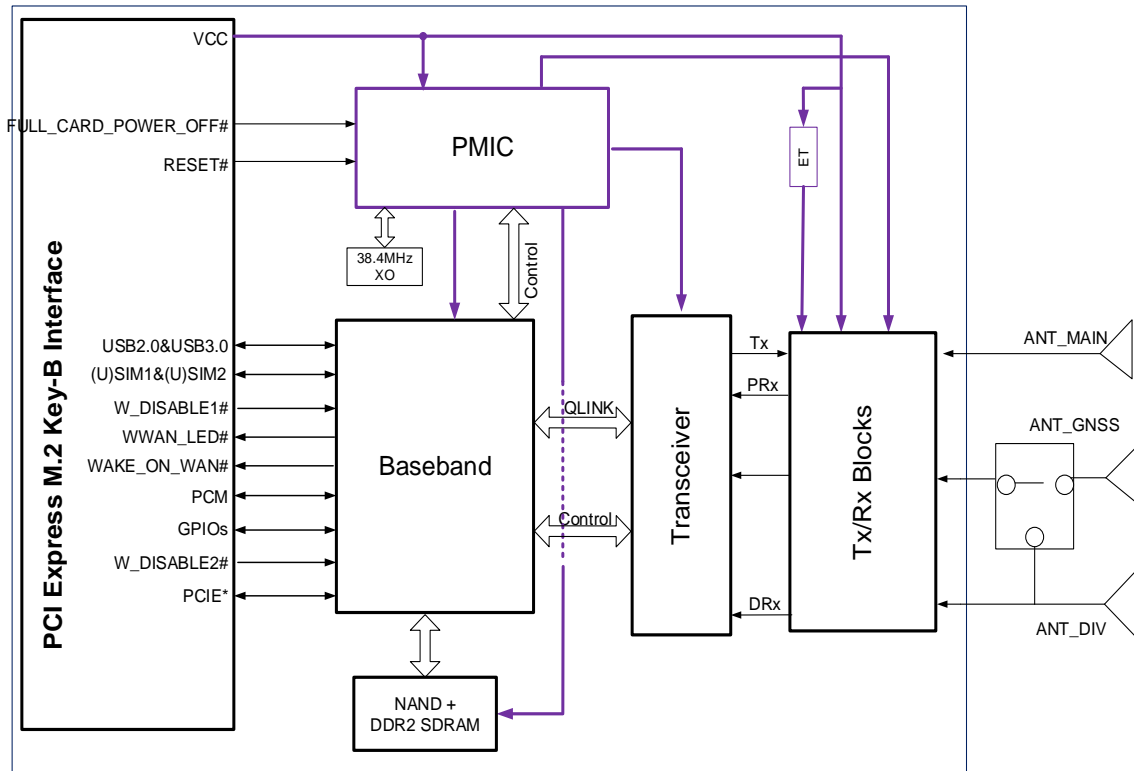 PCI Express M.2 Key-B Interface
VCC
FULL_CARD_POWER_OFF#
RESET#
USB2.0&USB3.0
(U)SIM1&(U)SIM2
W_DISABLE1#
WWAN_LED#
WAKE_ON_WAN#
PCM
GPIOs
W_DISABLE2#
PCIE*
PMIC
38.4MHz
XO
Control
Baseband
NAND +
DDR2 SDRAM
QLINK
Control
Transceiver
Tx
PRx
DRx
ET
Tx/Rx Blocks
ANT_MAIN
ANT_GNSS
ANT_DIV